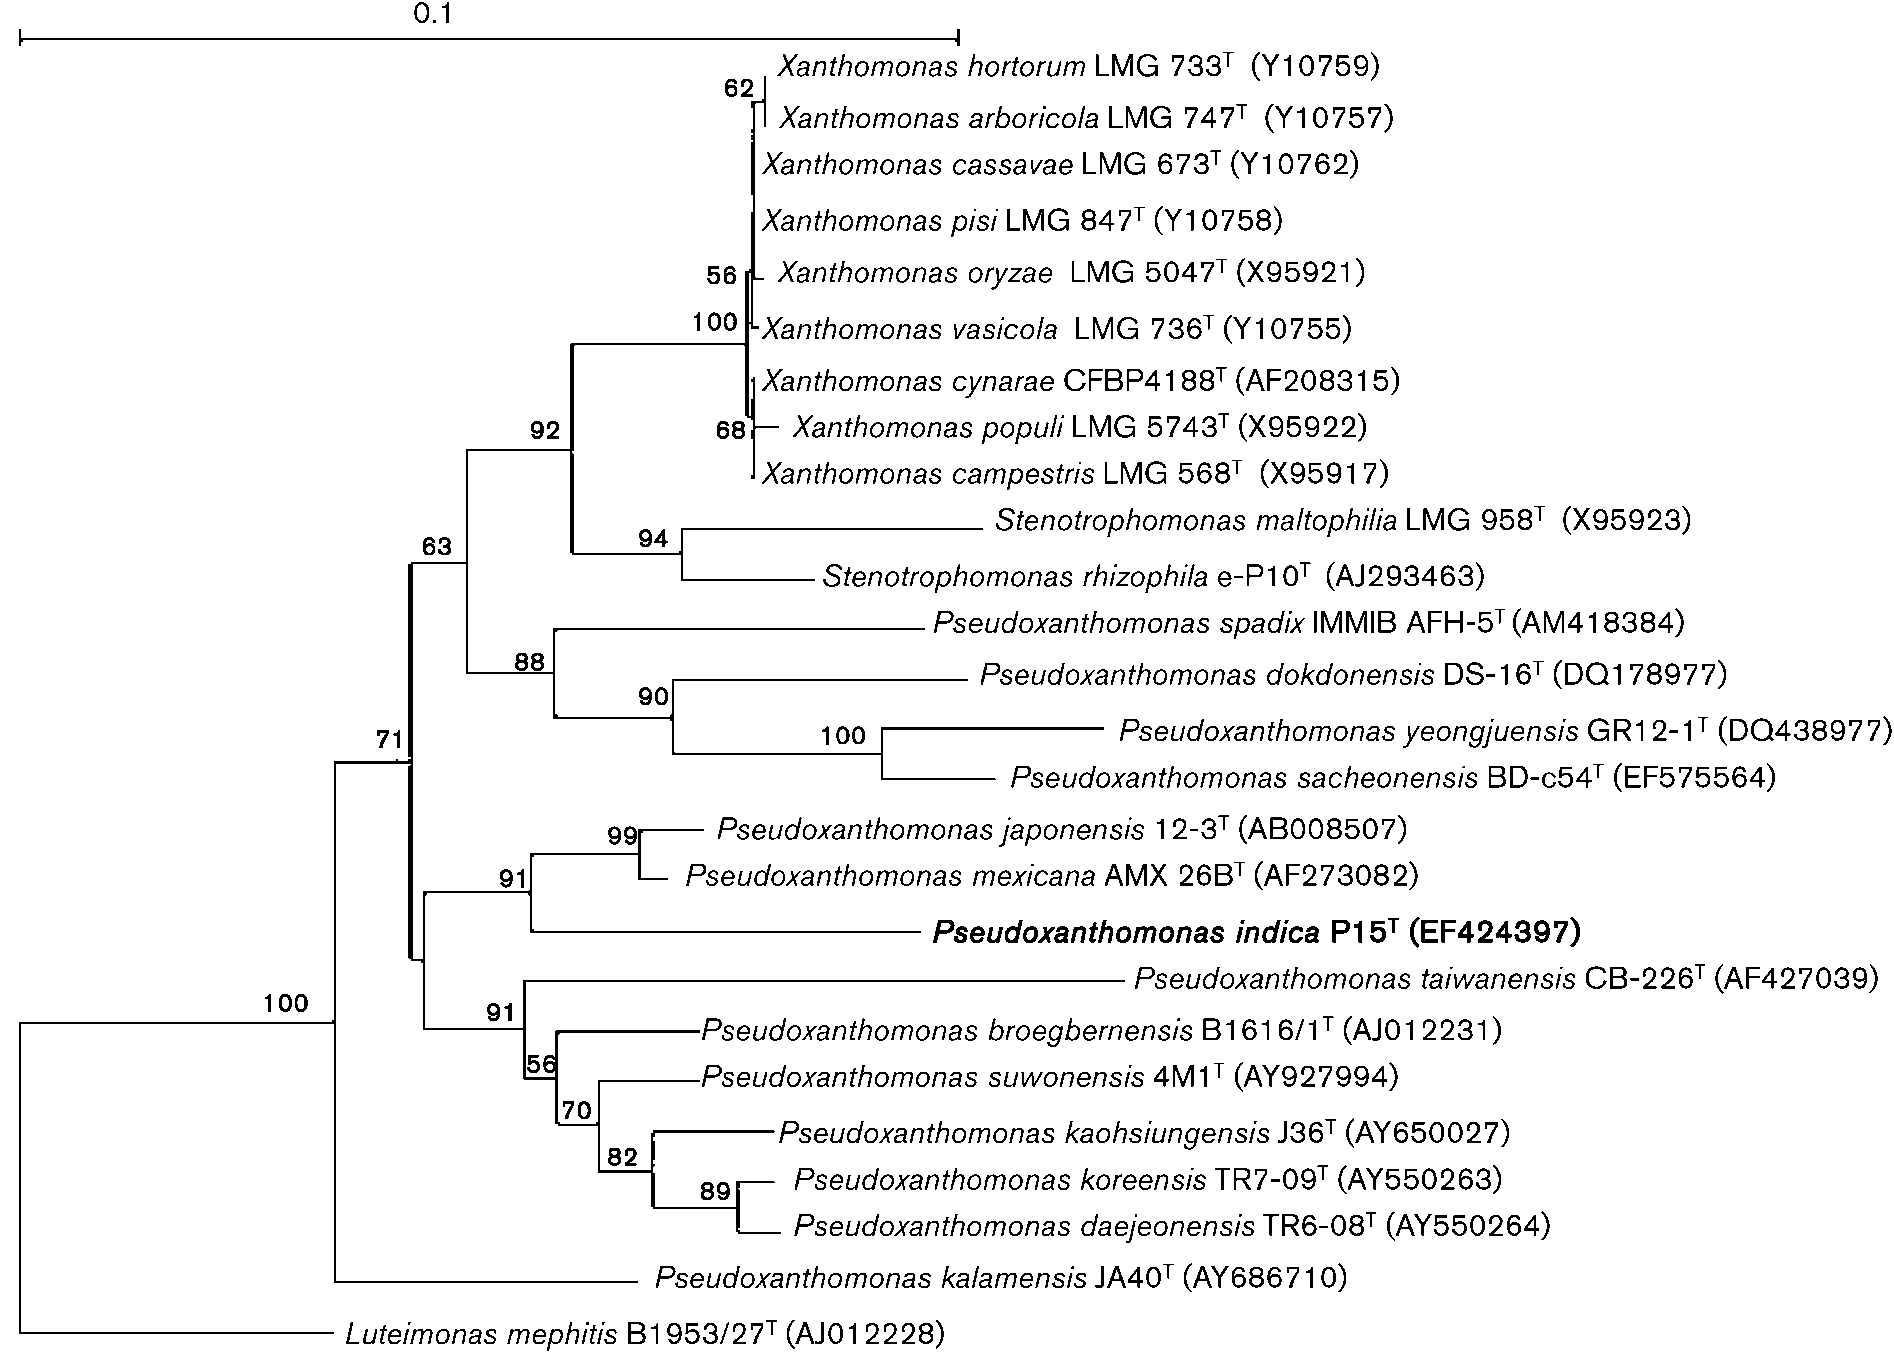 0.1
Xanthomonas hortorum LMG 733T (Y10759)
62
Xanthomonas arboricola LMG 747T (Y10757)
Xanthomonas cassavae LMG 673T (Y10762)
Xanthomonas pisi LMG 847T (Y10758)
56
Xanthomonas oryzae LMG 5047T (X95921)
100
Xanthomonas vasicola LMG 736T (Y10755)
Xanthomonas cynarae CFBP4188T (AF208315)
92
68
Xanthomonas populi LMG 5743T (X95922)
Xanthomonas campestris LMG 568T (X95917)
Stenotrophomonas maltophilia LMG 958T (X95923)
94
63
Stenotrophomonas rhizophila e-P10T (AJ293463)
Pseudoxanthomonas spadix IMMIB AFH-5T (AM418384)
88
Pseudoxanthomonas dokdonensis DS-16T (DQ178977)
90
Pseudoxanthomonas yeongjuensis GR12-1T (DQ438977)
100
71
Pseudoxanthomonas sacheonensis BD-c54T (EF575564)
Pseudoxanthomonas japonensis 12-3T (AB008507)
99
Pseudoxanthomonas mexicana AMX 26BT (AF273082)
91
Pseudoxanthomonas indica P15T (EF424397)
Pseudoxanthomonas taiwanensis CB-226T (AF427039)
100
91
Pseudoxanthomonas broegbernensis B1616/1T (AJ012231)
56
Pseudoxanthomonas suwonensis 4M1T (AY927994)
70
Pseudoxanthomonas kaohsiungensis J36T (AY650027)
82
Pseudoxanthomonas koreensis TR7-09T (AY550263)
89
Pseudoxanthomonas daejeonensis TR6-08T (AY550264)
Pseudoxanthomonas kalamensis JA40T (AY686710)
Luteimonas mephitis B1953/27T (AJ012228)